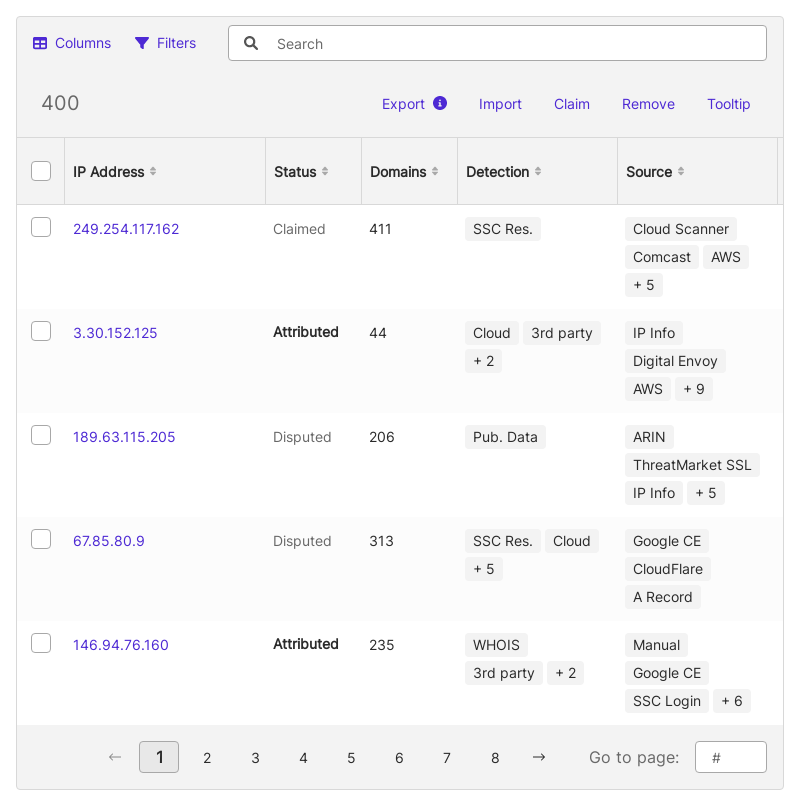 Columns Filters Search
400 Export Import Claim Remove Tooltip
IP Address Status Domains Detection Source
249.254.117.162 Claimed 411 SSC Res. Cloud Scanner
Comcast AWS
+ 5
3.30.152.125 Attributed 44 Cloud 3rd party IP Info
+ 2 Digital Envoy
AWS + 9
189.63.115.205 Disputed 206 Pub. Data ARIN
ThreatMarket SSL
IP Info + 5
67.85.80.9 Disputed 313 SSC Res. Cloud Google CE
+ 5 CloudFlare
A Record
146.94.76.160 Attributed 235 WHOIS Manual
3rd party + 2 Google CE
SSC Login + 6
← 1 2 3 4 5 6 7 8 → Go to page: #